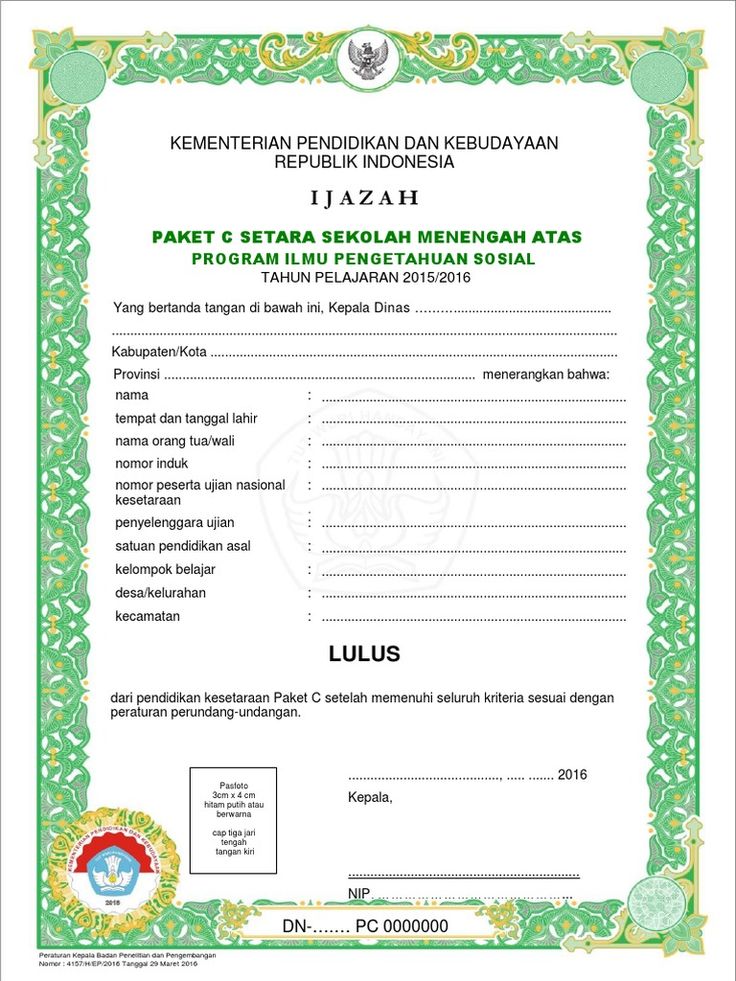 KEMENTERIAN PENDIDIKAN DAN KEBUDAYAAN
REPUBLIK INDONESIA
IJAZAH
PAKET C SETARA SEKOLAH MENENGAH ATAS
PROGRAM ILMU PENGETAHUAN SOSIAL
TAHUN PELAJARAN 2015/2016
Yang bertanda tangan di bawah ini, Kepala Dinas ....................................................
..........................................................................................................................................
Kabupaten/Kota ..............................................................................................................
Provinsi ..................................................................................... menerangkan bahwa:
nama : ...................................................................................
tempat dan tanggal lahir : ...................................................................................
nama orang tua/wali : ...................................................................................
nomor induk : ...................................................................................
nomor peserta ujian nasional : ...................................................................................
kesetaraan
penyelenggara ujian : ...................................................................................
satuan pendidikan asal : ...................................................................................
kelompok belajar : ...................................................................................
desa/kelurahan : ...................................................................................
kecamatan : ...................................................................................
LULUS
dari pendidikan kesetaraan Paket C setelah memenuhi seluruh kriteria sesuai dengan
peraturan perundang-undangan.
........................................., ..... ....... 2016
Kepala,
Pasfoto
3cm x 4 cm
hitam putih atau
berwarna
cap tiga jari
tengah
tangan kiri
...............................................................
NIP. ...............................................................
KEMENTERIAN PENDIDIKAN DAN KEBUDAYAAN
TUT WURI HANDAYANI
2016
DN-....... PC 0000000
Peraturan Kepala Badan Penelitian dan Pengembangan
Nomor : 4157/H/EP/2016 Tanggal 29 Maret 2016